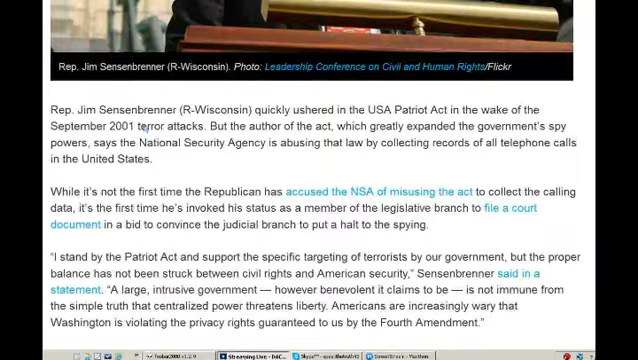 Rep. Jim Sensenbrenner (R-Wisconsin). Photo: Leadership Conference on Civil and Human Rights/Flickr
Rep. Jim Sensenbrenner (R-Wisconsin) quickly ushered in the USA Patriot Act in the wake of the
September 2001 terror attacks. But the author of the act, which greatly expanded the government's spy
powers, says the National Security Agency is abusing that law by collecting records of all telephone calls
in the United States.
While it's not the first time the Republican has accused the NSA of misusing the act to collect the calling
data, it's the first time he's invoked his status as a member of the legislative branch to file a court
document in a bid to convince the judicial branch to put a halt to the spying.
"I stand by the Patriot Act and support the specific targeting of terrorists by our government, but the proper
balance has not been struck between civil rights and American security," Sensenbrenner said in a
statement. "A large, intrusive government — however benevolent it claims to be — is not immune from
the simple truth that centralized power threatens liberty. Americans are increasingly wary that
Washington is violating the privacy rights guaranteed to us by the Fourth Amendment."
foobar2000 v1.2.9
Streaming Live - DAC...